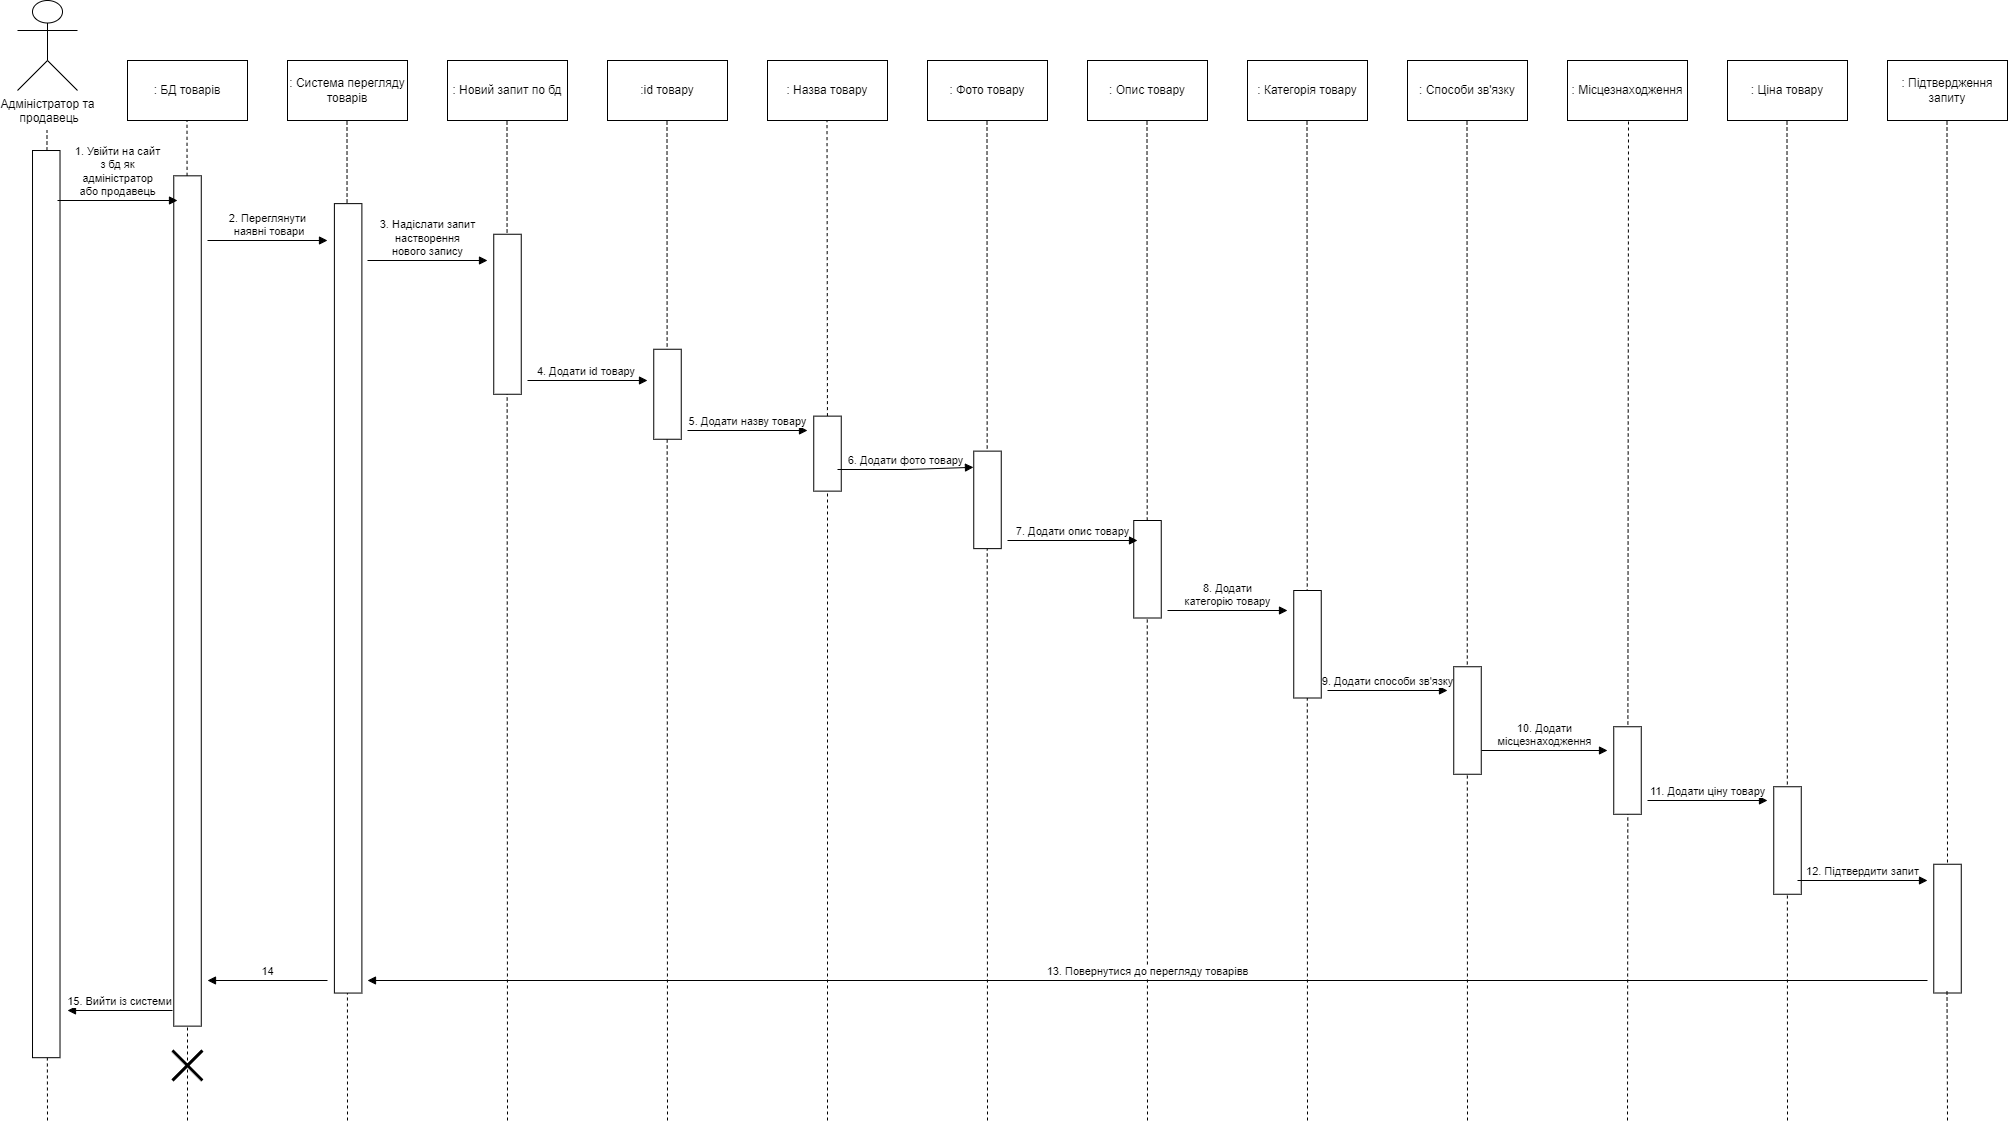 Адміністратор та
продавець
: БД товарів
: Система перегляду
товарів
: Новий запит по бд
:id товару
: Назва товару
: Фото товару
: Опис товару
: Категорія товару
: Способи зв'язку
: Місцезнаходження
: Ціна товару
: Підтвердження
запиту
1. Увійти на сайт
з бд як
адміністратор
або продавець
2. Переглянути
наявні товари
3. Надіслати запит
настворення
нового запису
4. Додати id товару
5. Додати назву товару
6. Додати фото товару
7. Додати опис товару
8. Додати
категорію товару
9. Додати способи зв'язку
10. Додати
місцезнаходження
11. Додати ціну товару
12. Підтвердити запит
13. Повернутися до перегляду товарівв
14
15. Вийти із системи